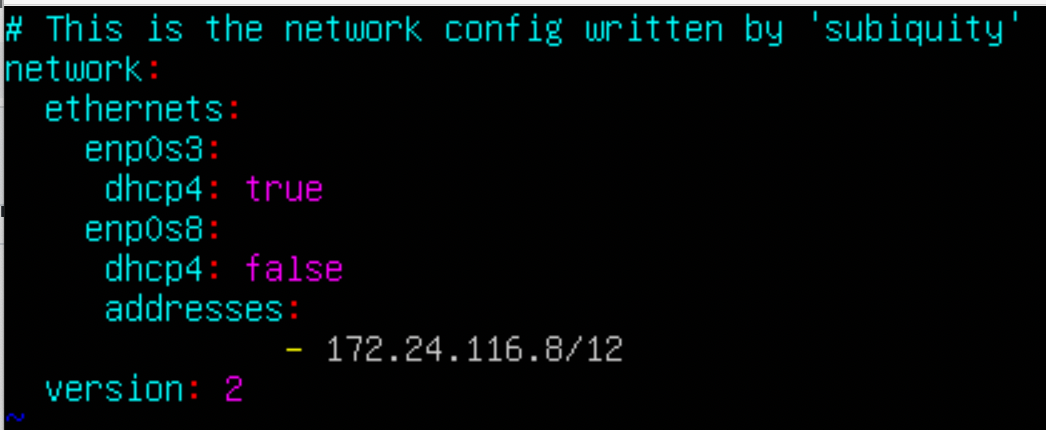 # This is the network config written by 'subiquity'
network:
  ethernets:
    enp0s3:
     dhcp4: true
    enp0s8:
     dhcp4: false
     addresses:
              - 172.24.116.8/12
  version: 2
~